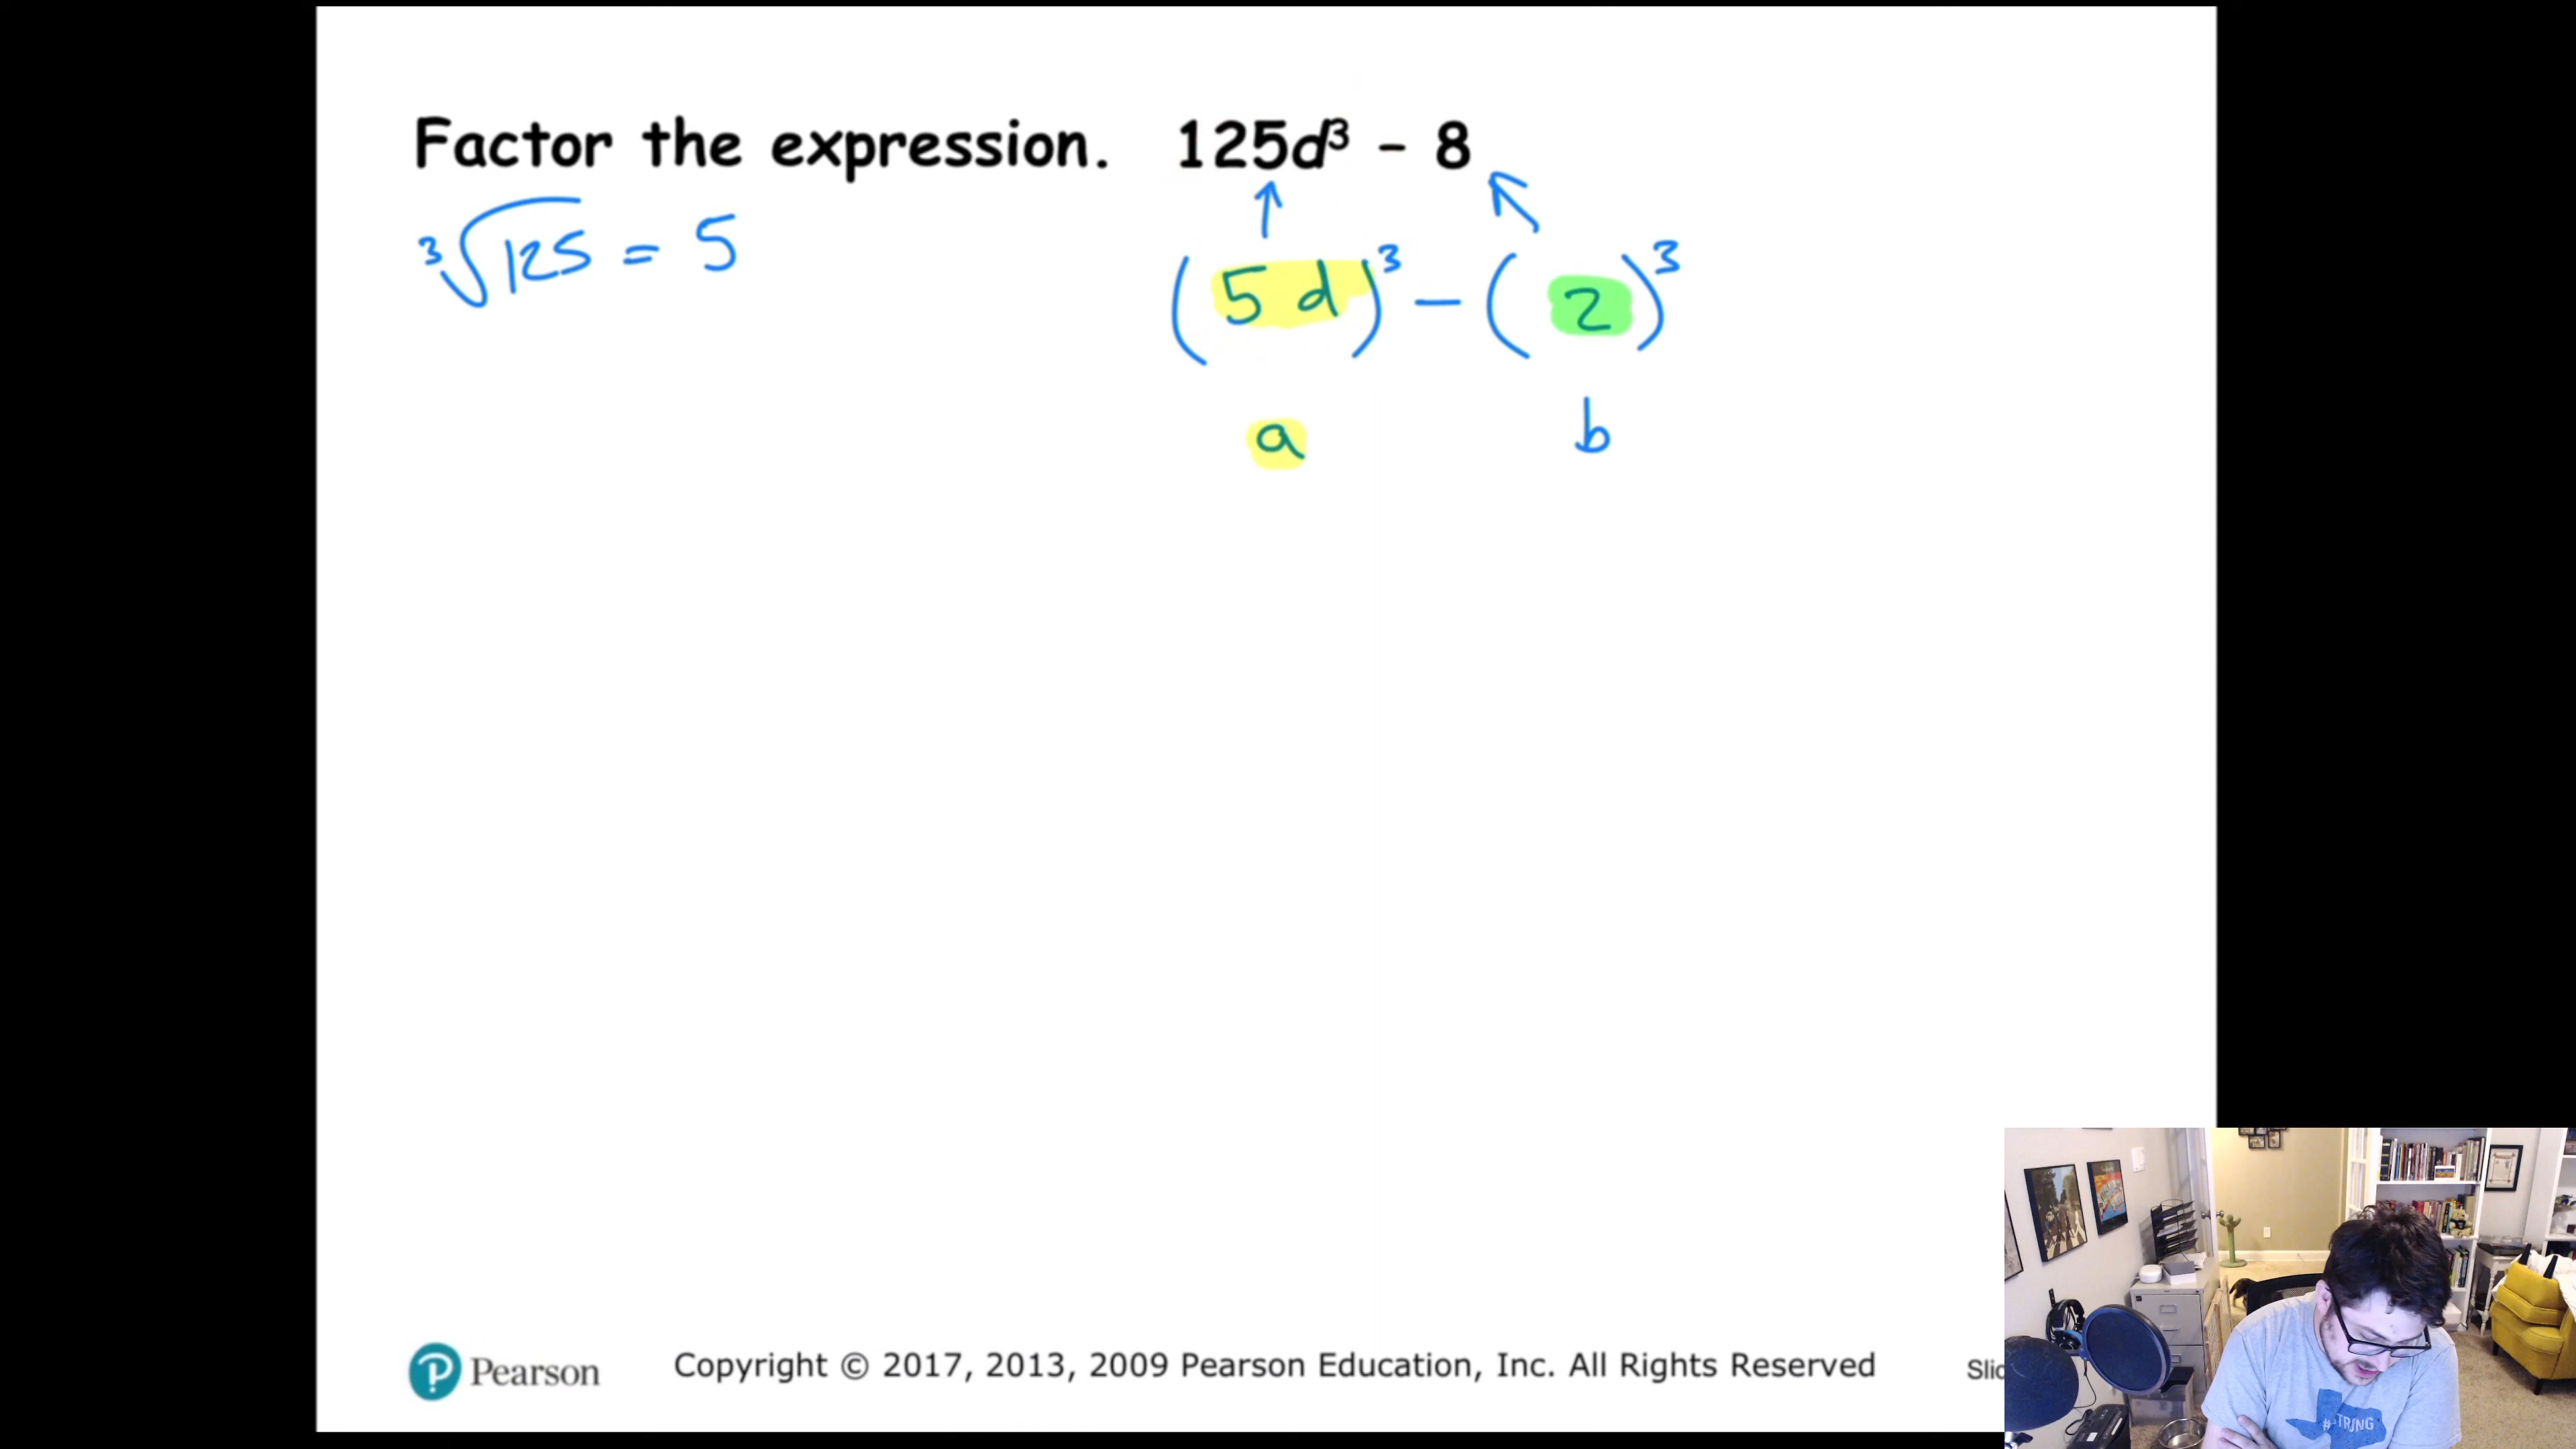 Factor the expression. 125d³ – 8
³√125 = 5
(5d)³ – (2)³
a b
Pearson
Copyright © 2017, 2013, 2009 Pearson Education, Inc. All Rights Reserved